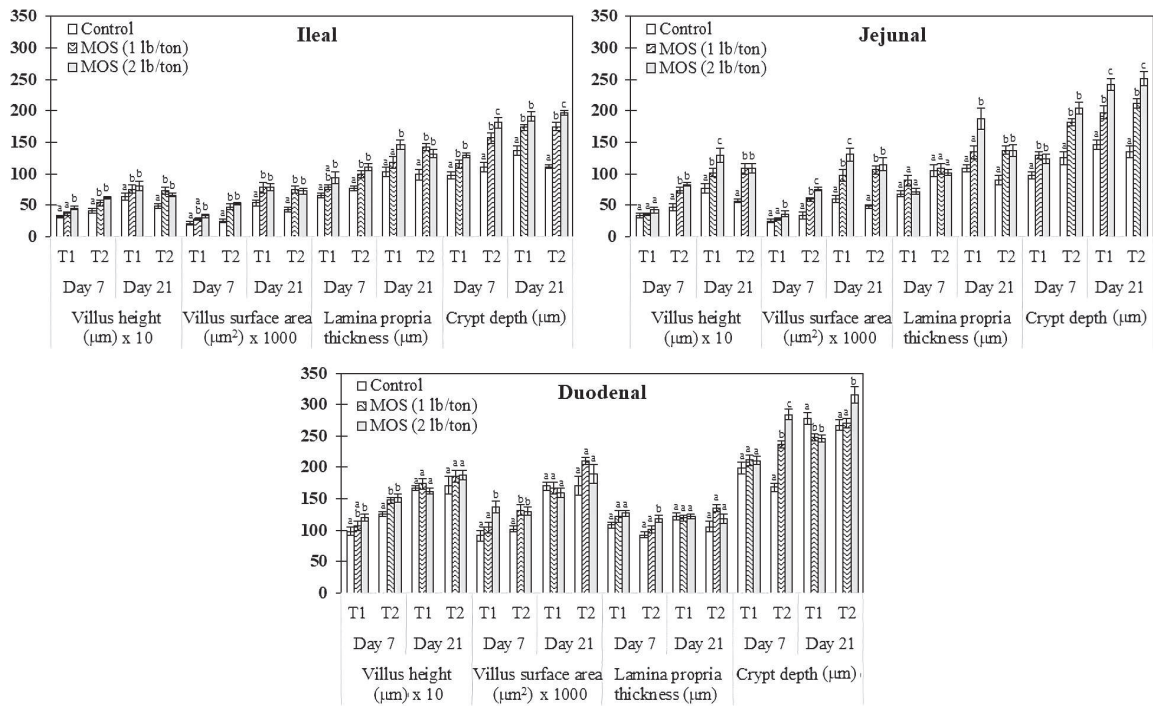 Ileal
Control
MOS (1 lb/ton)
MOS (2 lb/ton)
350
300
250
200
150
100
50
0
T1 T2 T1 T2 T1 T2 T1 T2 T1 T2 T1 T2 T1 T2 T1 T2
Day 7 Day 21 Day 7 Day 21 Day 7 Day 21 Day 7 Day 21
Villus height Villus surface area Lamina propria Crypt depth (μm)
(μm) x 10 (μm²) x 1000 thickness (μm)
Jejunal
Control
MOS (1 lb/ton)
MOS (2 lb/ton)
350
300
250
200
150
100
50
0
T1 T2 T1 T2 T1 T2 T1 T2 T1 T2 T1 T2 T1 T2 T1 T2
Day 7 Day 21 Day 7 Day 21 Day 7 Day 21 Day 7 Day 21
Villus height Villus surface area Lamina propria Crypt depth (μm)
(μm) x 10 (μm²) x 1000 thickness (μm)
Duodenal
Control
MOS (1 lb/ton)
MOS (2 lb/ton)
350
300
250
200
150
100
50
0
T1 T2 T1 T2 T1 T2 T1 T2 T1 T2 T1 T2 T1 T2 T1 T2
Day 7 Day 21 Day 7 Day 21 Day 7 Day 21 Day 7 Day 21
Villus height Villus surface area Lamina propria Crypt depth (μm)
(μm) x 10 (μm²) x 1000 thickness (μm)